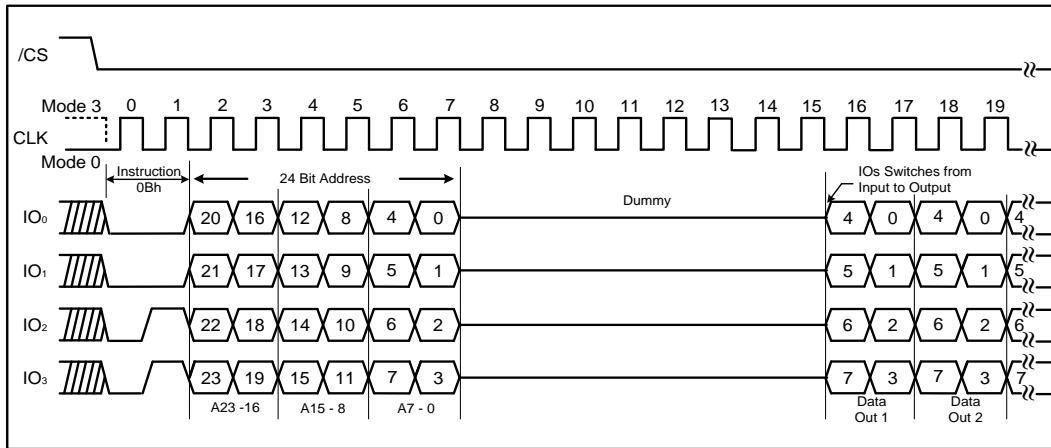 /CS
Mode 3 0 1 2 3 4 5 6 7 8 9 10 11 12 13 14 15 16 17 18 19
CLK
Mode 0
Instruction
0Bh
24 Bit Address
IOs Switches from
Input to Output
Dummy
IO₀ 20 16 12 8 4 0 4 0 4 0 4
IO₁ 21 17 13 9 5 1 5 1 5 1 5
IO₂ 22 18 14 10 6 2 6 2 6 2 6
IO₃ 23 19 15 11 7 3 7 3 7 3 7
A23 -16 A15 - 8 A7 - 0
Data Data
Out 1 Out 2